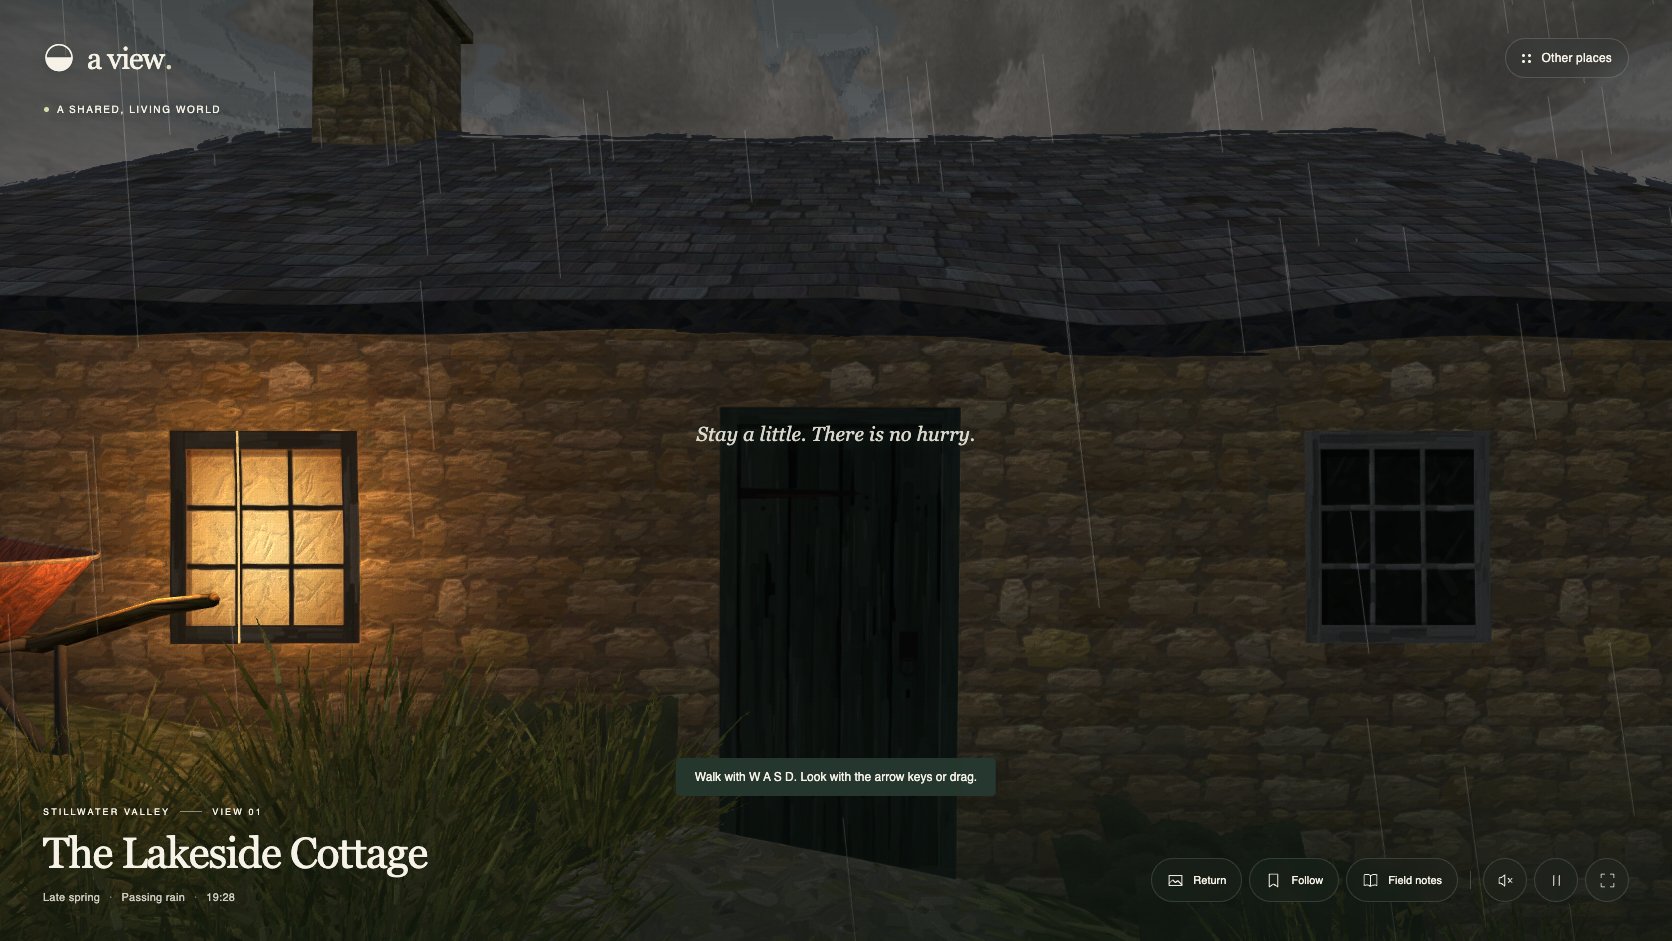 a view.
Other places
A SHARED, LIVING WORLD
Stay a little. There is no hurry.
Walk with W A S D. Look with the arrow keys or drag.
STILLWATER VALLEY — VIEW 01
The Lakeside Cottage
Late spring · Passing rain · 19:28
Return Follow Field notes